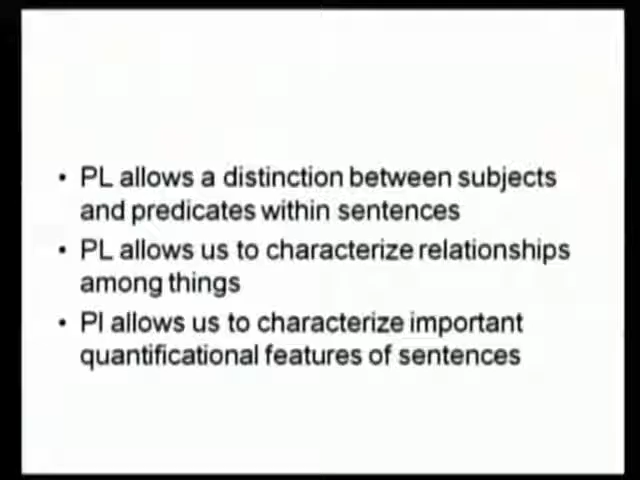 • PL allows a distinction between subjects
and predicates within sentences
• PL allows us to characterize relationships
among things
• Pl allows us to characterize important
quantificational features of sentences